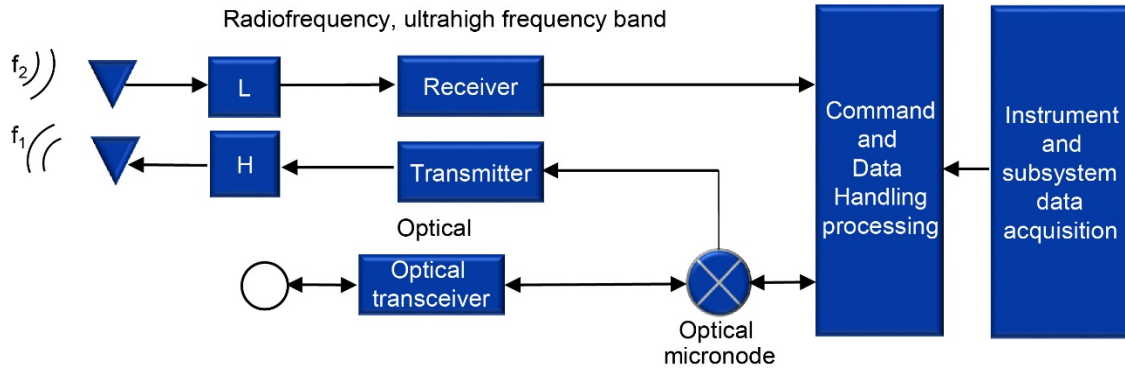 Radiofrequency, ultrahigh frequency band
f2
L
Receiver
f1
H
Transmitter
Optical
Optical
transceiver
Optical
micronode
Command
and
Data
Handling
processing
Instrument
and
subsystem
data
acquisition